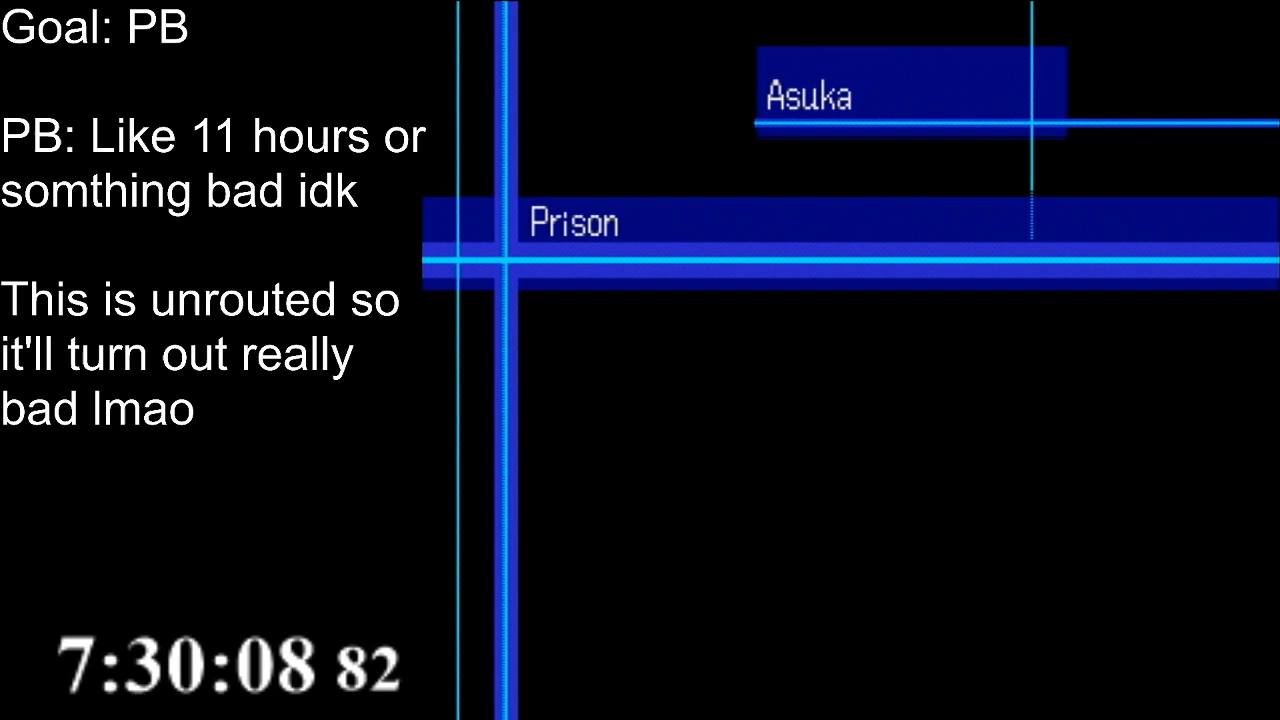 Goal: PB
PB: Like 11 hours or
somthing bad idk
This is unrouted so
it'll turn out really
bad lmao
Asuka
Prison
7:30:08 82